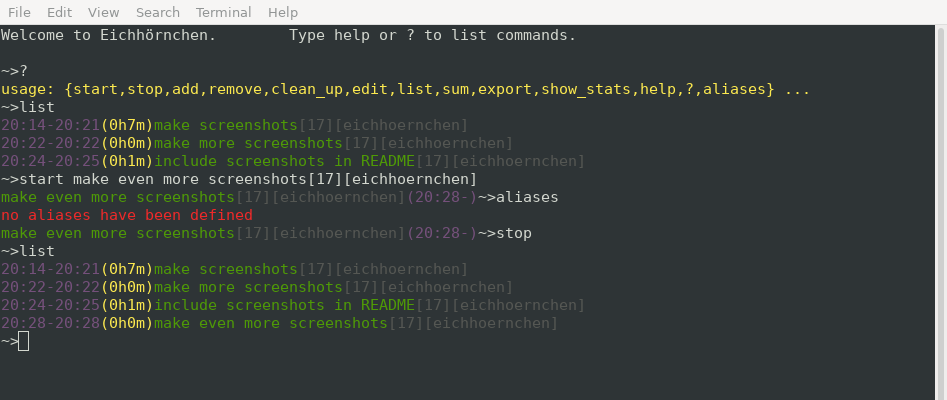 File Edit View Search Terminal Help
Welcome to Eichhörnchen.        Type help or ? to list commands.
~>?
usage: {start,stop,add,remove,clean_up,edit,list,sum,export,show_stats,help,?,aliases} ...
~>list
20:14-20:21(0h7m)make screenshots[17][eichhoernchen]
20:22-20:22(0h0m)make more screenshots[17][eichhoernchen]
20:24-20:25(0h1m)include screenshots in README[17][eichhoernchen]
~>start make even more screenshots[17][eichhoernchen]
make even more screenshots[17][eichhoernchen](20:28-)~>aliases
no aliases have been defined
make even more screenshots[17][eichhoernchen](20:28-)~>stop
~>list
20:14-20:21(0h7m)make screenshots[17][eichhoernchen]
20:22-20:22(0h0m)make more screenshots[17][eichhoernchen]
20:24-20:25(0h1m)include screenshots in README[17][eichhoernchen]
20:28-20:28(0h0m)make even more screenshots[17][eichhoernchen]
~>